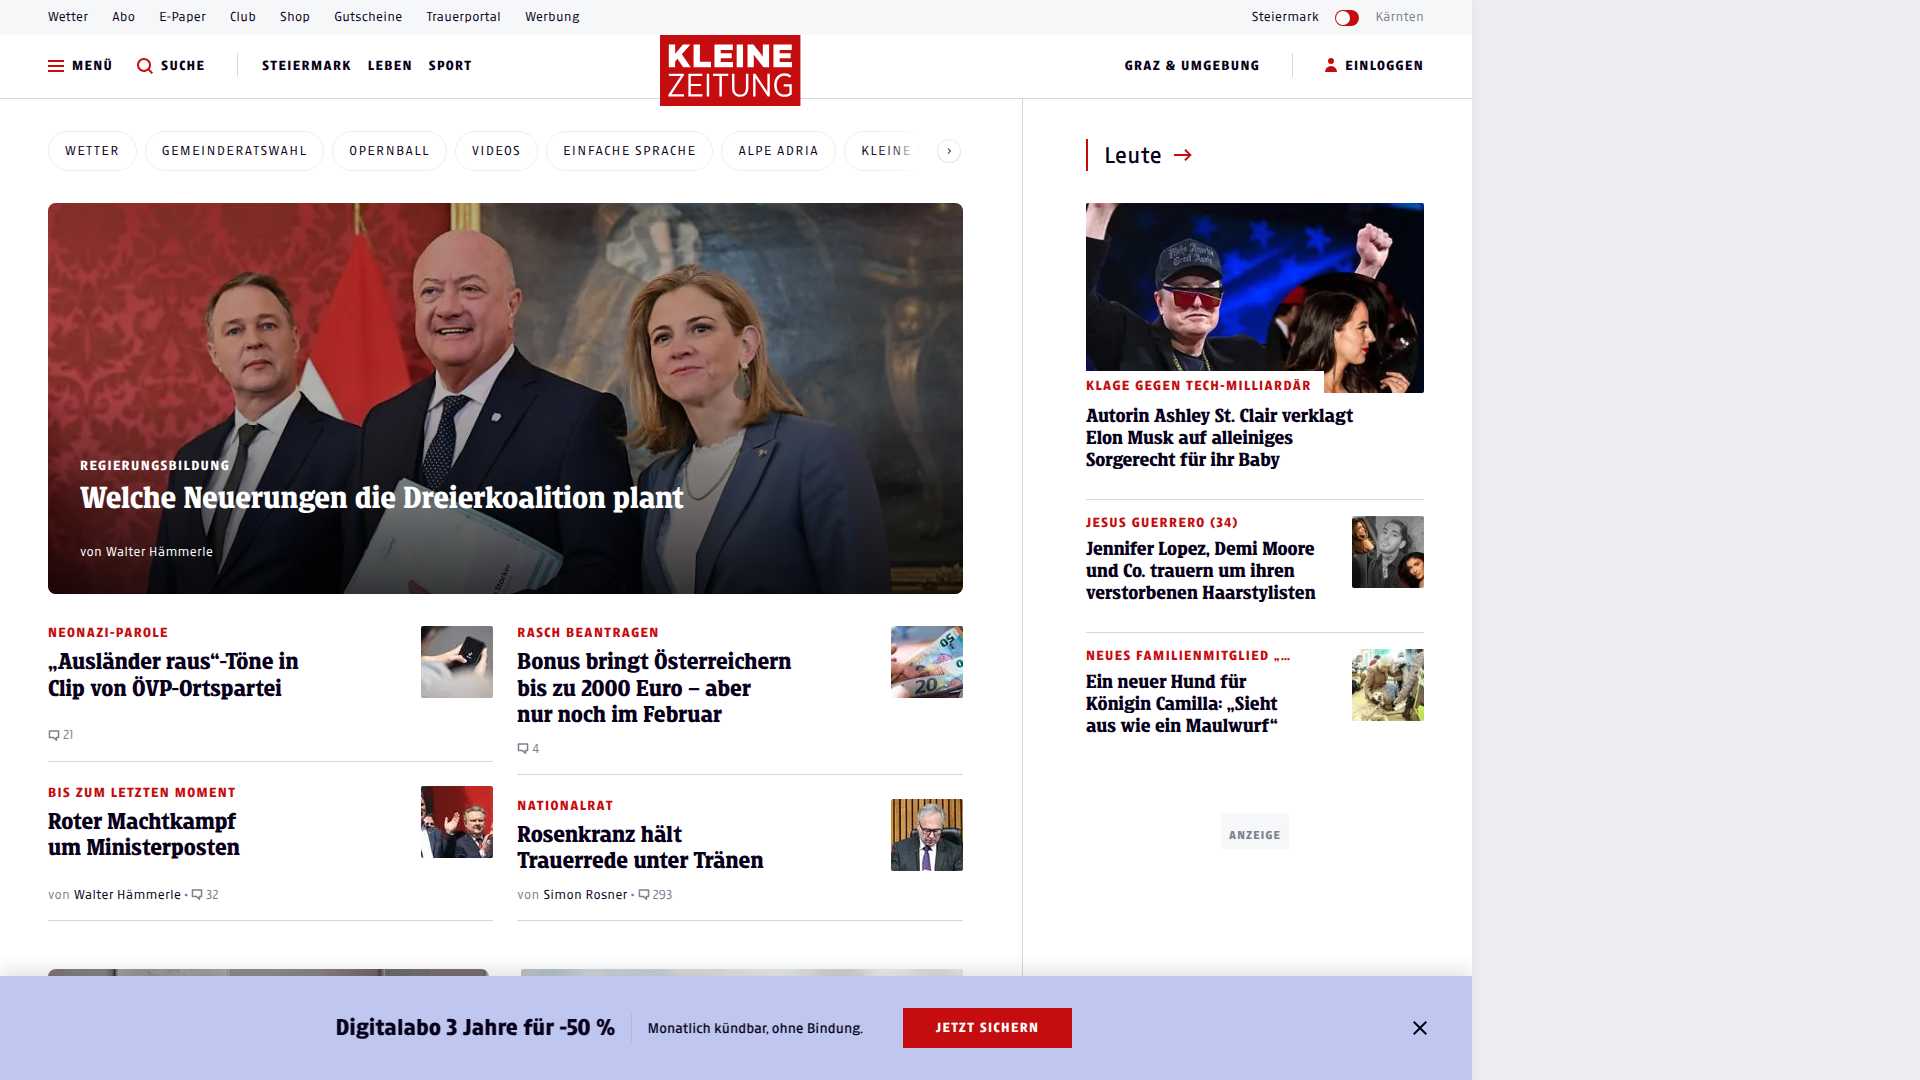 Wetter
Abo
E-Paper
Club
Shop
Gutscheine
Trauerportal
Werbung
Steiermark
Kärnten
MENÜ
SUCHE
STEIERMARK
LEBEN
SPORT
KLEINE
ZEITUNG
GRAZ & UMGEBUNG
EINLOGGEN
WETTER
GEMEINDERATSWAHL
OPERNBALL
VIDEOS
EINFACHE SPRACHE
ALPE ADRIA
KLEINE
REGIERUNGSBILDUNG
Welche Neuerungen die Dreierkoalition plant
von Walter Hämmerle
NEONAZI-PAROLE
„Ausländer raus“-Töne in
Clip von ÖVP-Ortspartei
21
RASCH BEANTRAGEN
Bonus bringt Österreichern
bis zu 2000 Euro – aber
nur noch im Februar
4
BIS ZUM LETZTEN MOMENT
Roter Machtkampf
um Ministerposten
von Walter Hämmerle • 32
NATIONALRAT
Rosenkranz hält
Trauerrede unter Tränen
von Simon Rosner • 293
Leute
KLAGE GEGEN TECH-MILLIARDÄR
Autorin Ashley St. Clair verklagt
Elon Musk auf alleiniges
Sorgerecht für ihr Baby
JESUS GUERRERO (34)
Jennifer Lopez, Demi Moore
und Co. trauern um ihren
verstorbenen Haarstylisten
NEUES FAMILIENMITGLIED „…
Ein neuer Hund für
Königin Camilla: „Sieht
aus wie ein Maulwurf“
ANZEIGE
Digitalabo 3 Jahre für -50 %
Monatlich kündbar, ohne Bindung.
JETZT SICHERN